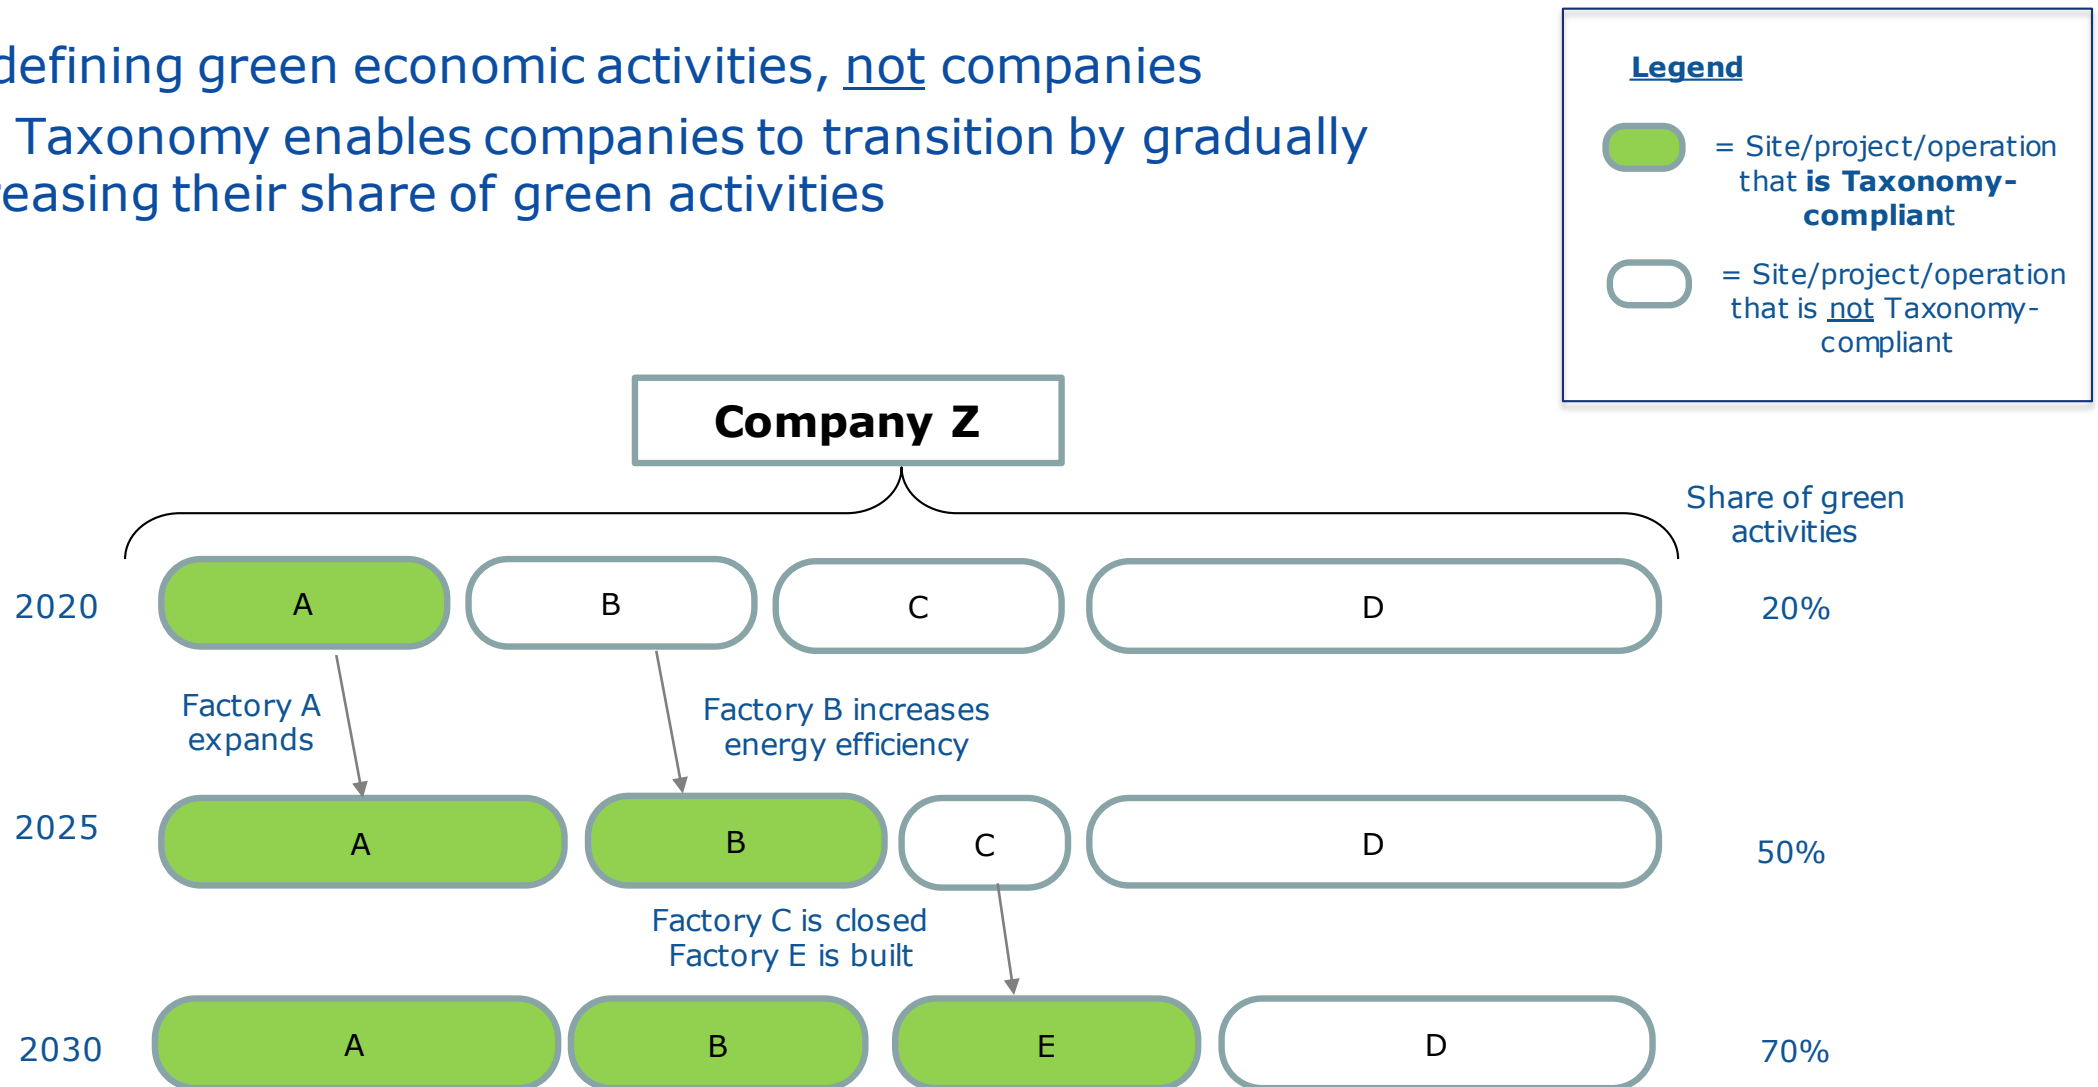 defining green economic activities, not companies
Taxonomy enables companies to transition by gradually
reasing their share of green activities
Legend
= Site/project/operation
that is Taxonomy-
compliant
= Site/project/operation
that is not Taxonomy-
compliant
Company Z
Share of green
activities
2020
A
B
C
D
20%
Factory A
expands
Factory B increases
energy efficiency
2025
A
B
C
D
50%
Factory C is closed
Factory E is built
2030
A
B
E
D
70%